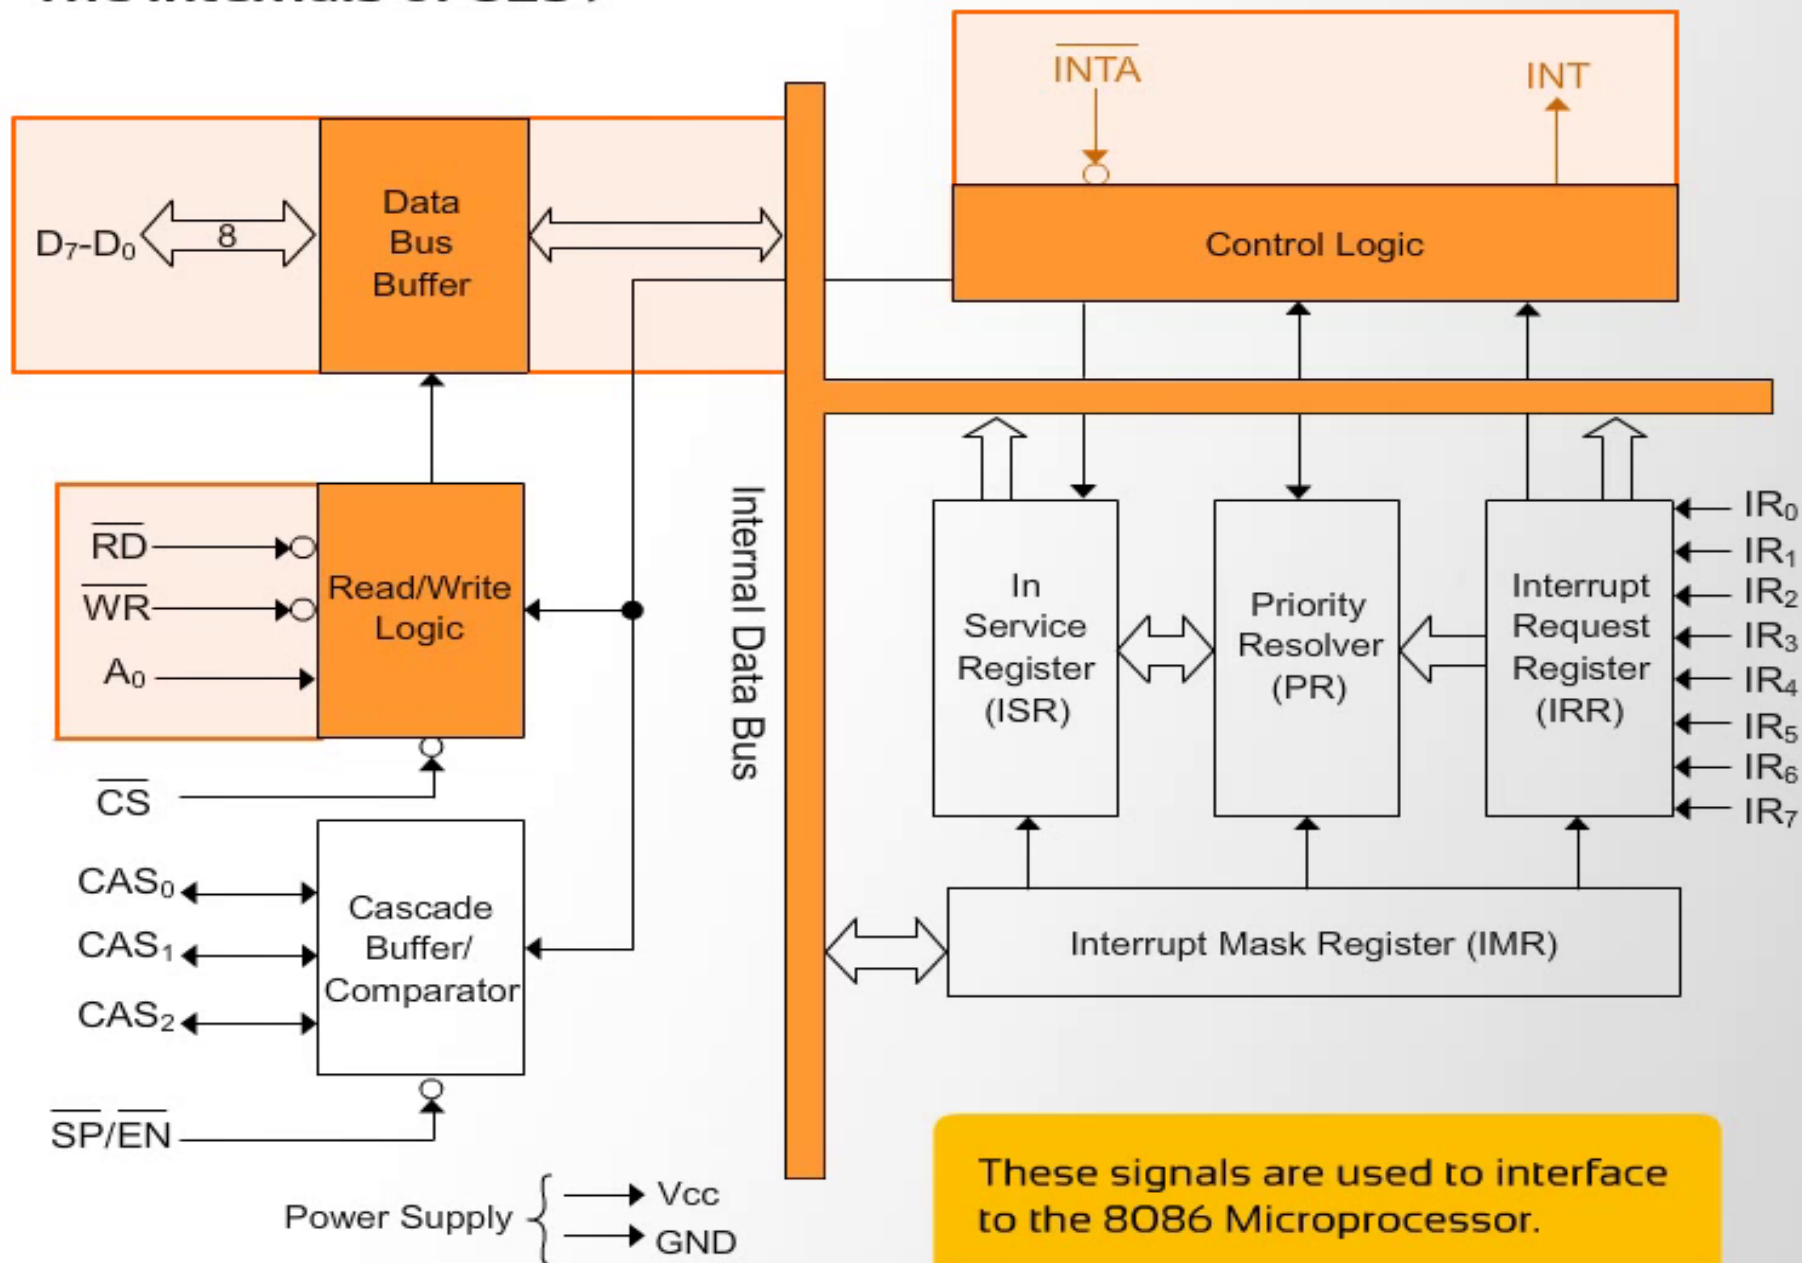 INTA
INT
Data
Bus
Buffer
D7-D0
8
Control Logic
Internal Data Bus
RD
WR
A0
Read/Write
Logic
CS
In
Service
Register
(ISR)
Priority
Resolver
(PR)
Interrupt
Request
Register
(IRR)
IR0
IR1
IR2
IR3
IR4
IR5
IR6
IR7
CAS0
CAS1
CAS2
Cascade
Buffer/
Comparator
SP/EN
Interrupt Mask Register (IMR)
Power Supply
Vcc
GND
These signals are used to interface
to the 8086 Microprocessor.